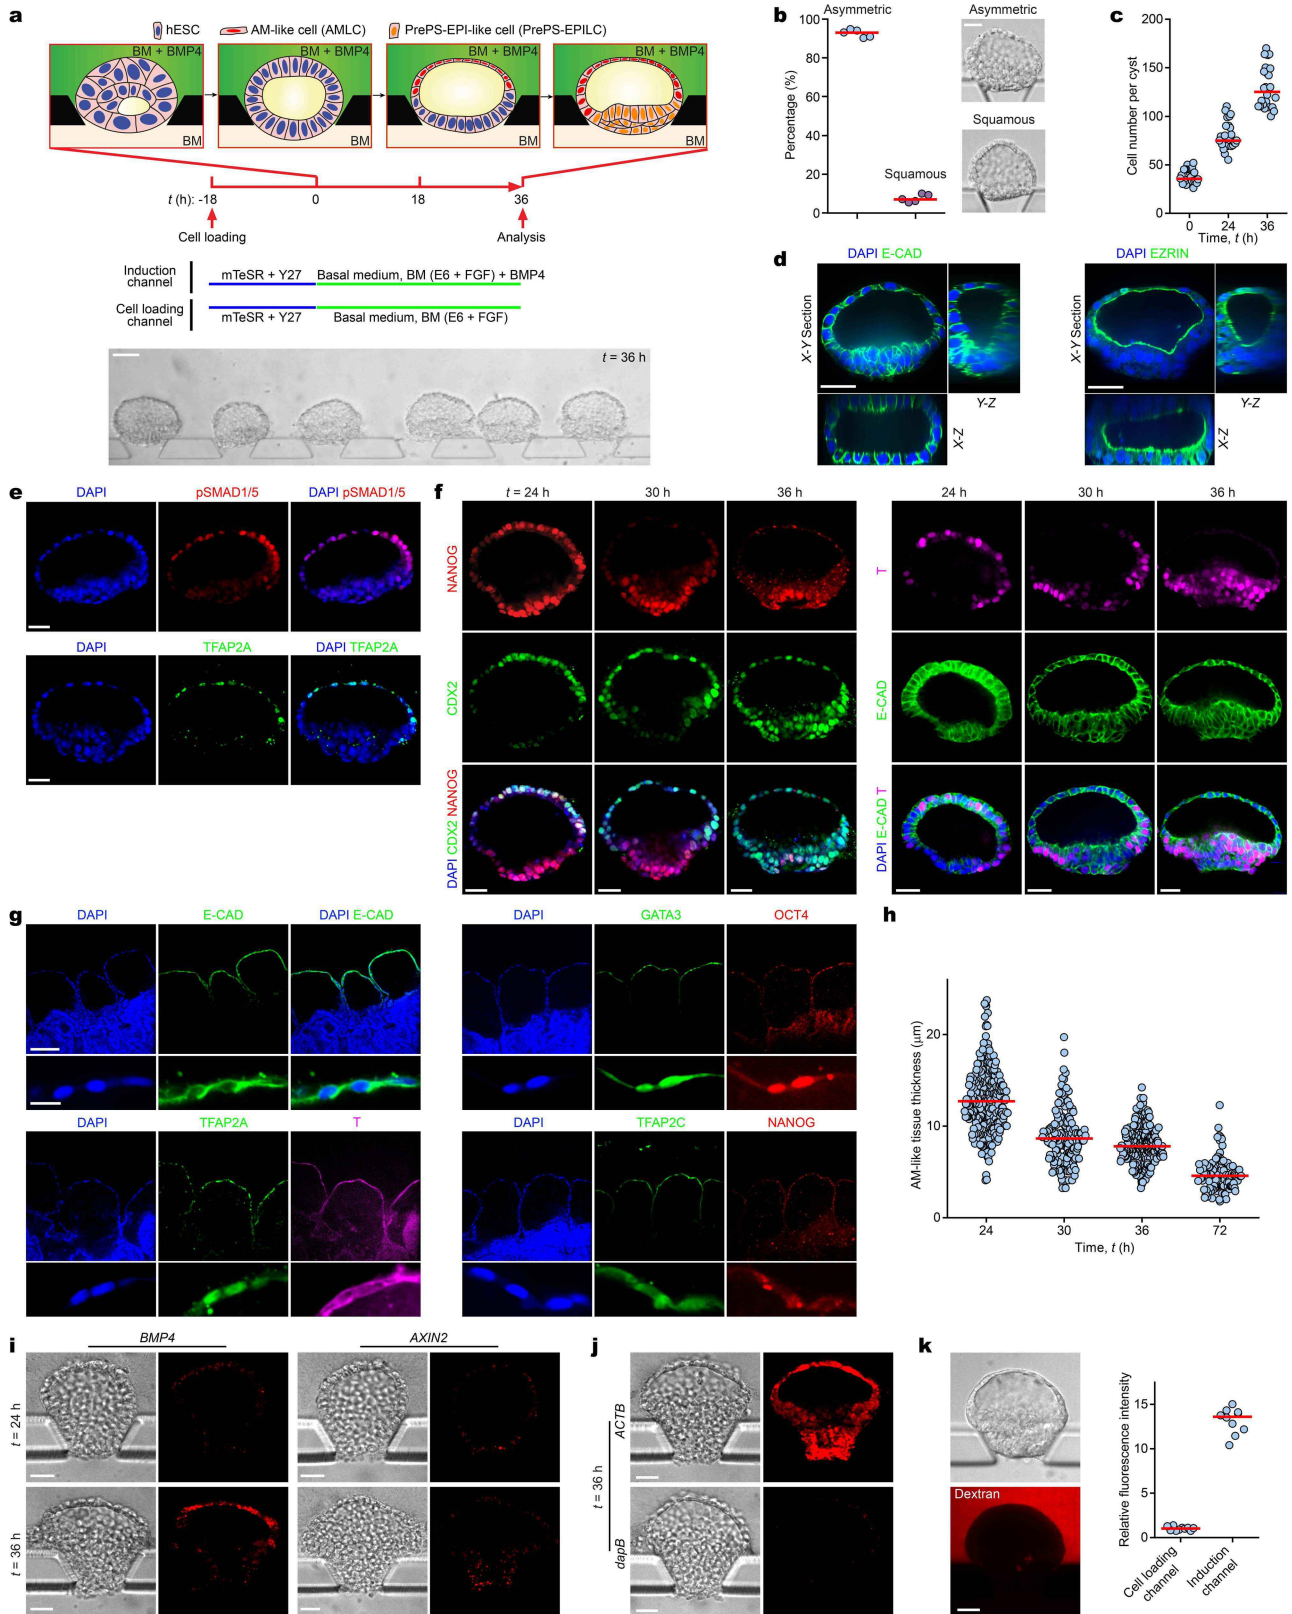 a
hESC
AM-like cell (AMLC)
PrePS-EPI-like cell (PrePS-EPILC)
BM + BMP4
BM + BMP4
BM + BMP4
BM + BMP4
BM
BM
BM
BM
t (h): -18
0
18
36
Cell loading
Analysis
Induction
channel
mTeSR + Y27
Basal medium, BM (E6 + FGF) + BMP4
Cell loading
channel
mTeSR + Y27
Basal medium, BM (E6 + FGF)
t = 36 h
b
Asymmetric
Asymmetric
100
80
60
40
20
0
Percentage (%)
Squamous
Squamous
c
200
150
100
50
0
Cell number per cyst
0
24
36
Time, t (h)
d
DAPI E-CAD
X-Y Section
Y-Z
X-Z
DAPI EZRIN
X-Y Section
Y-Z
X-Z
e
DAPI
pSMAD1/5
DAPI pSMAD1/5
DAPI
TFAP2A
DAPI TFAP2A
f
t = 24 h
30 h
36 h
24 h
30 h
36 h
NANOG
CDX2
DAPI CDX2 NANOG
T
E-CAD
DAPI E-CAD T
g
DAPI
E-CAD
DAPI E-CAD
DAPI
GATA3
OCT4
DAPI
TFAP2A
T
DAPI
TFAP2C
NANOG
h
20
10
0
AM-like tissue thickness (μm)
24
30
36
72
Time, t (h)
i
BMP4
AXIN2
t = 24 h
t = 36 h
j
ACTB
t = 36 h
dapB
k
Dextran
15
10
5
0
Relative fluorescence intensity
Cell loading
channel
Induction
channel